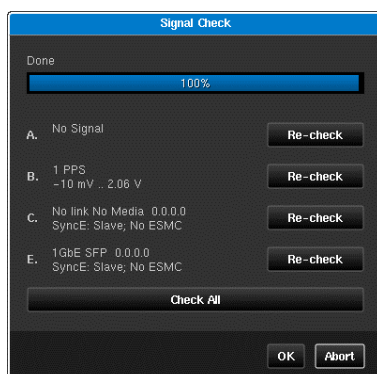 Signal Check
Done
100%
A. No Signal Re-check
B. 1 PPS
-10 mV .. 2.06 V Re-check
C. No link No Media 0.0.0.0
SyncE: Slave; No ESMC Re-check
E. 1GbE SFP 0.0.0.0
SyncE: Slave; No ESMC Re-check
Check All
OK Abort